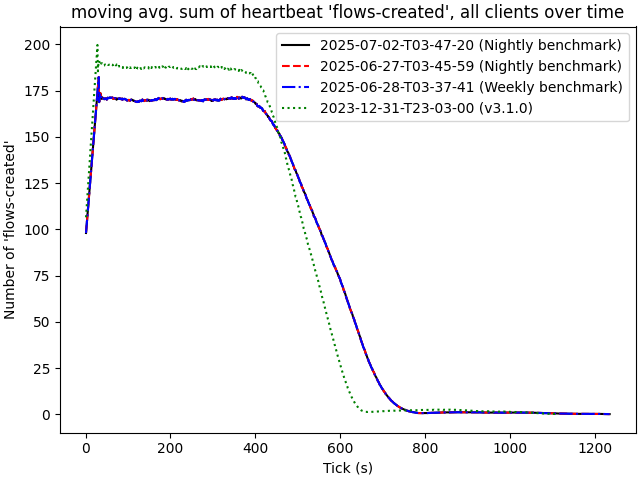 moving avg. sum of heartbeat 'flows-created', all clients over time
2025-07-02-T03-47-20 (Nightly benchmark)
2025-06-27-T03-45-59 (Nightly benchmark)
2025-06-28-T03-37-41 (Weekly benchmark)
2023-12-31-T23-03-00 (v3.1.0)
Number of 'flows-created'
200
175
150
125
100
75
50
25
0
0 200 400 600 800 1000 1200
Tick (s)